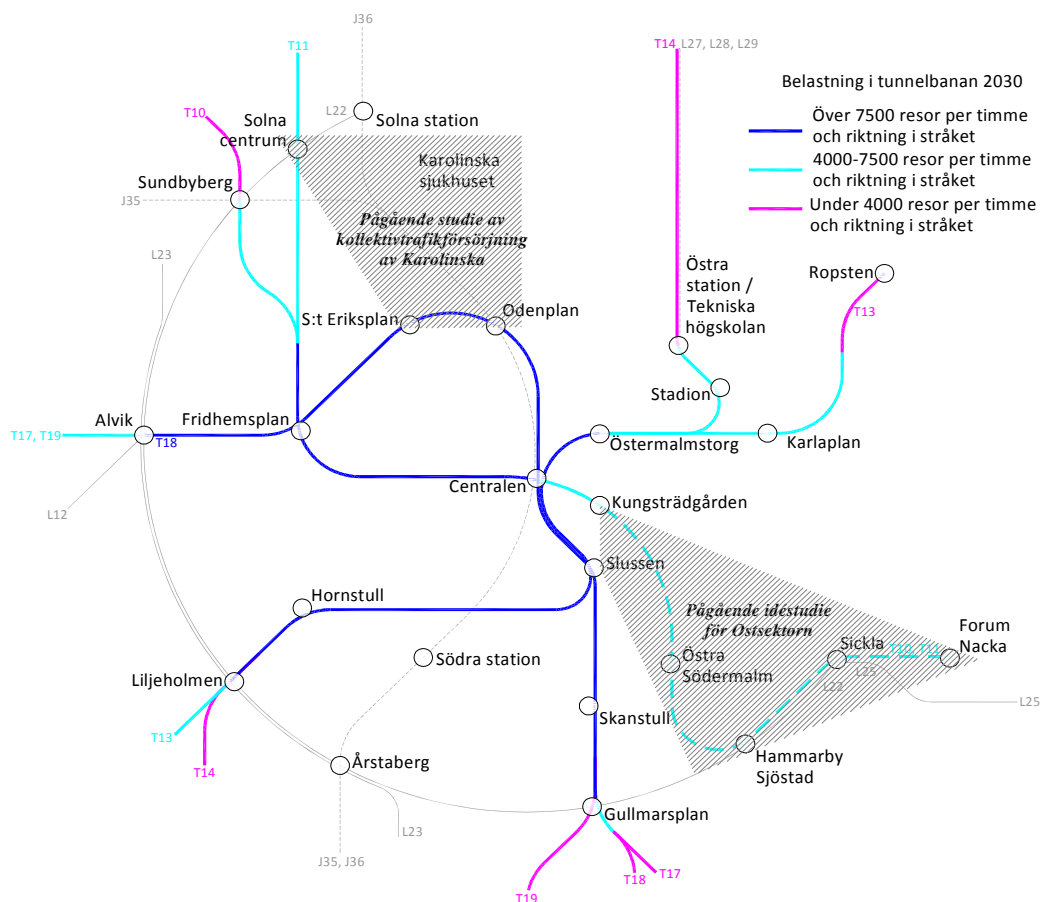 J36
T11
T14
L27, L28, L29
Belastning i tunnelbanan 2030
Över 7500 resor per timme
och riktning i stråket
4000-7500 resor per timme
och riktning i stråket
Under 4000 resor per timme
och riktning i stråket
T10
L22
Solna
centrum
Solna station
Karolinska
sjukhuset
Sundbyberg
J35
Pågående studie av
kollektivtrafikförsörjning
av Karolinska
L23
Östra
station /
Tekniska
högskolan
Ropsten
T13
S:t Eriksplan
Odenplan
Stadion
Alvik
Fridhemsplan
T17, T19
T18
Östermalmstorg
Karlaplan
Centralen
Kungsträdgården
L12
Slussen
Hornstull
Pågående idéstudie
för Ostsektorn
Forum
Nacka
Sickla
T10, T11
Södra station
Östra
Södermalm
L22
L25
L25
Liljeholmen
T13
T14
Skanstull
Årstaberg
Hammarby
Sjöstad
Gullmarsplan
L23
J35, J36
T19
T18
T17